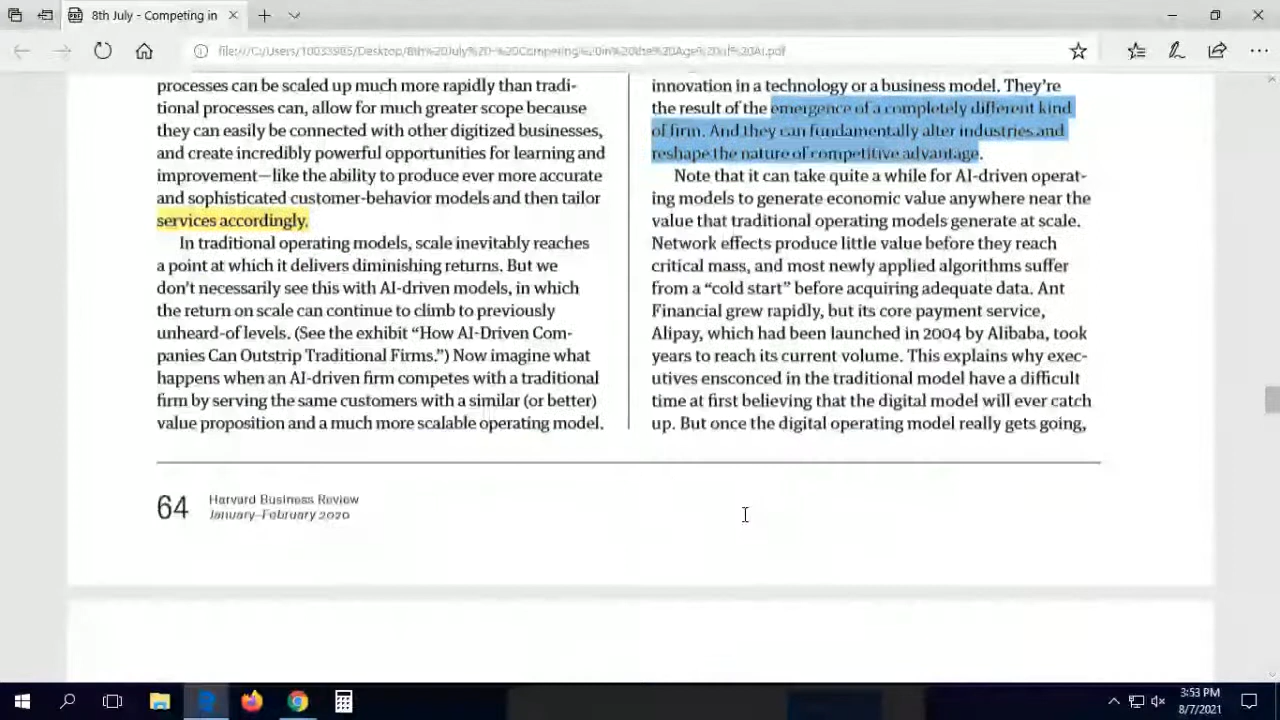 8th July - Competing in
file:///C:/Users/10033585/Desktop/8th%20July%20-%20Competing%20in%20the%20Age%20of%20AI.pdf
processes can be scaled up much more rapidly than tradi-
tional processes can, allow for much greater scope because
they can easily be connected with other digitized businesses,
and create incredibly powerful opportunities for learning and
improvement—like the ability to produce ever more accurate
and sophisticated customer-behavior models and then tailor
services accordingly.
In traditional operating models, scale inevitably reaches
a point at which it delivers diminishing returns. But we
don't necessarily see this with AI-driven models, in which
the return on scale can continue to climb to previously
unheard-of levels. (See the exhibit “How AI-Driven Com-
panies Can Outstrip Traditional Firms.”) Now imagine what
happens when an AI-driven firm competes with a traditional
firm by serving the same customers with a similar (or better)
value proposition and a much more scalable operating model.
innovation in a technology or a business model. They're
the result of the emergence of a completely different kind
of firm. And they can fundamentally alter industries and
reshape the nature of competitive advantage.
Note that it can take quite a while for AI-driven operat-
ing models to generate economic value anywhere near the
value that traditional operating models generate at scale.
Network effects produce little value before they reach
critical mass, and most newly applied algorithms suffer
from a “cold start” before acquiring adequate data. Ant
Financial grew rapidly, but its core payment service,
Alipay, which had been launched in 2004 by Alibaba, took
years to reach its current volume. This explains why exec-
utives ensconced in the traditional model have a difficult
time at first believing that the digital model will ever catch
up. But once the digital operating model really gets going,
64
Harvard Business Review
January–February 2020
3:53 PM
8/7/2021